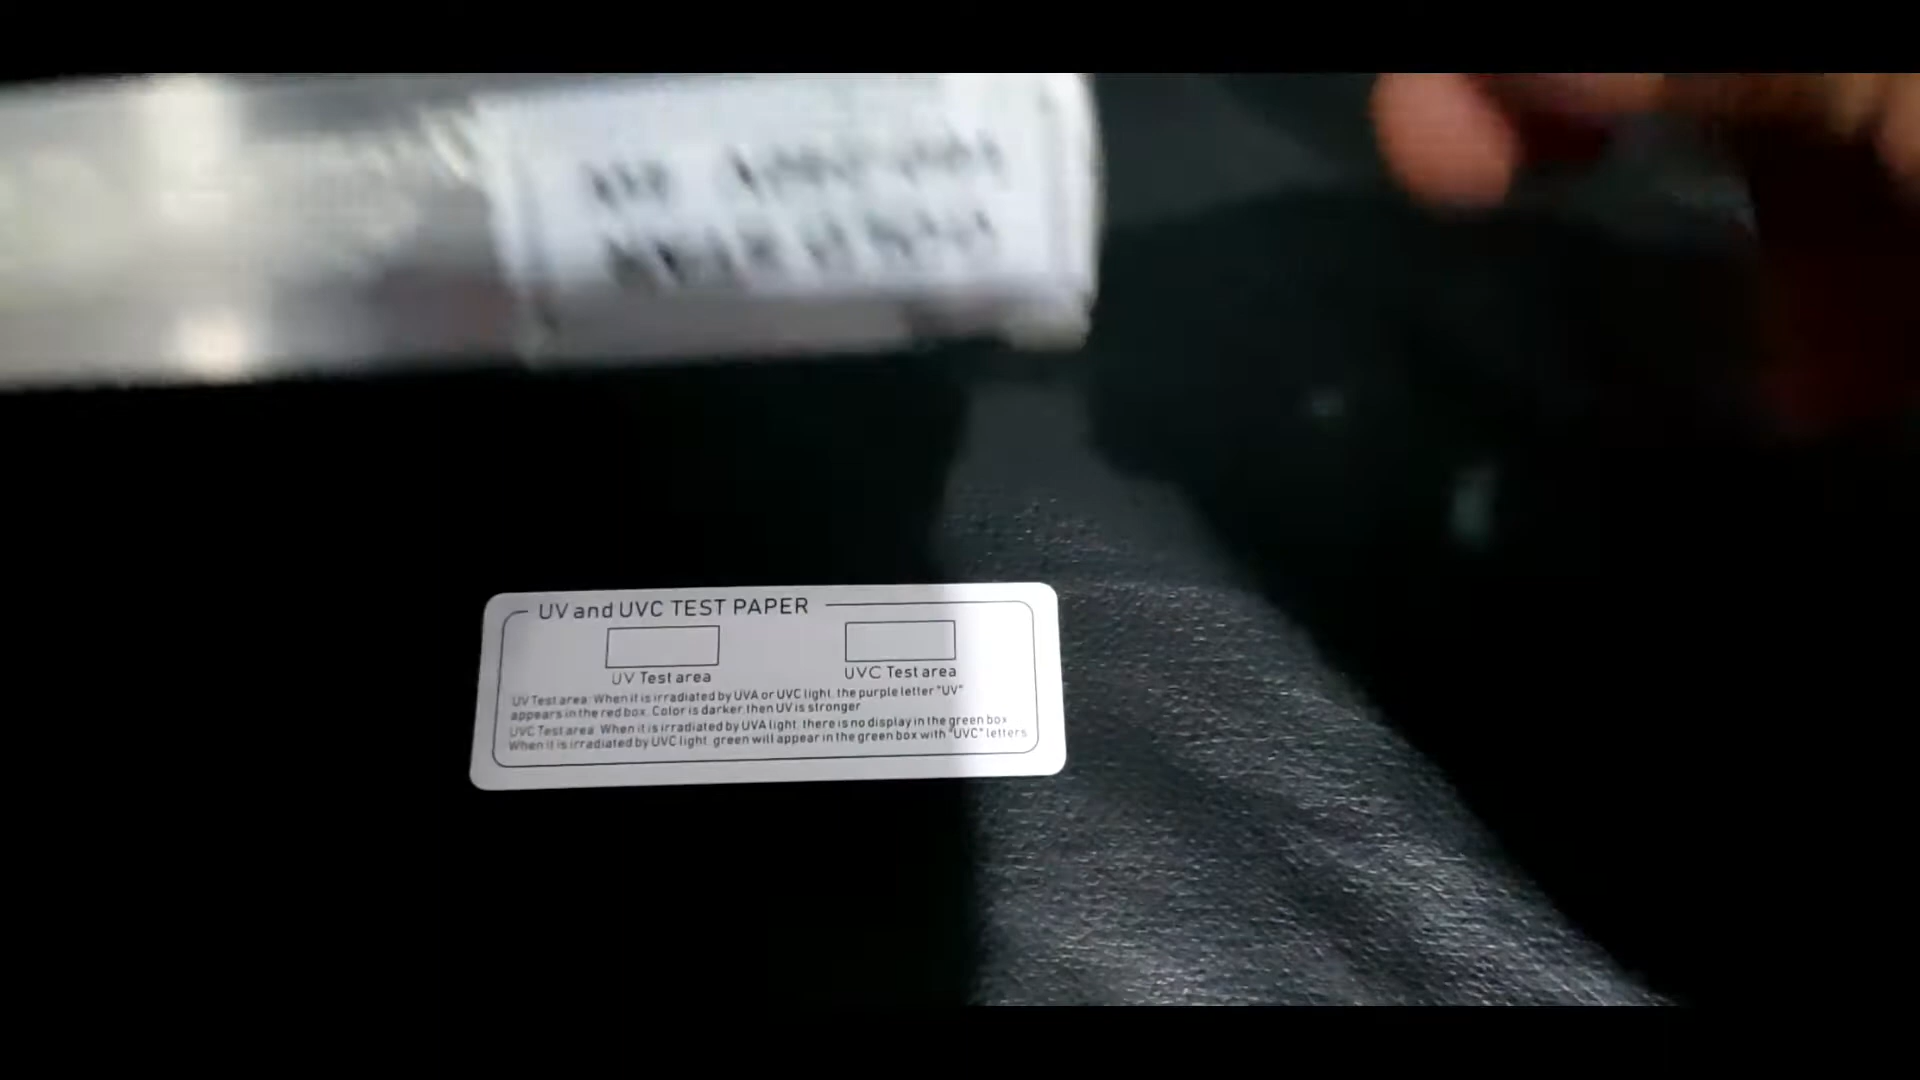 UV and UVC TEST PAPER
UV Test area
UVC Test area
UV Test area: When it is irradiated by UVA or UVC light, the purple letter "UV"
appears in the red box. Color is darker, then UV is stronger
UVC Test area: When it is irradiated by UVA light, there is no display in the green box
When it is irradiated by UVC light, green will appear in the green box with "UVC" letters